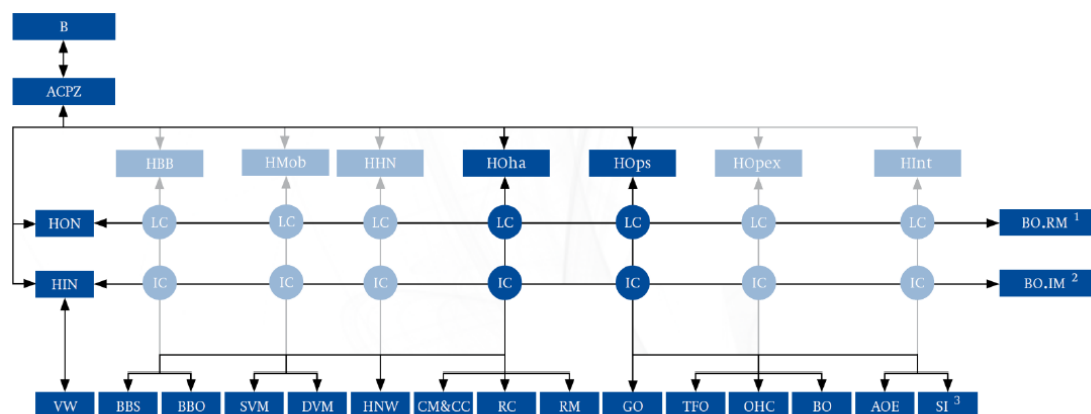 B
ACPZ
HBB HMob HHN HOha HOps HOpex HInt
HON LC LC LC LC LC LC LC BO.RM 1
HIN IC IC IC IC IC IC IC BO.IM 2
VW BBS BBO SVM DVM HNW CM&CC RC RM GO TFO OHC BO AOE SI 3